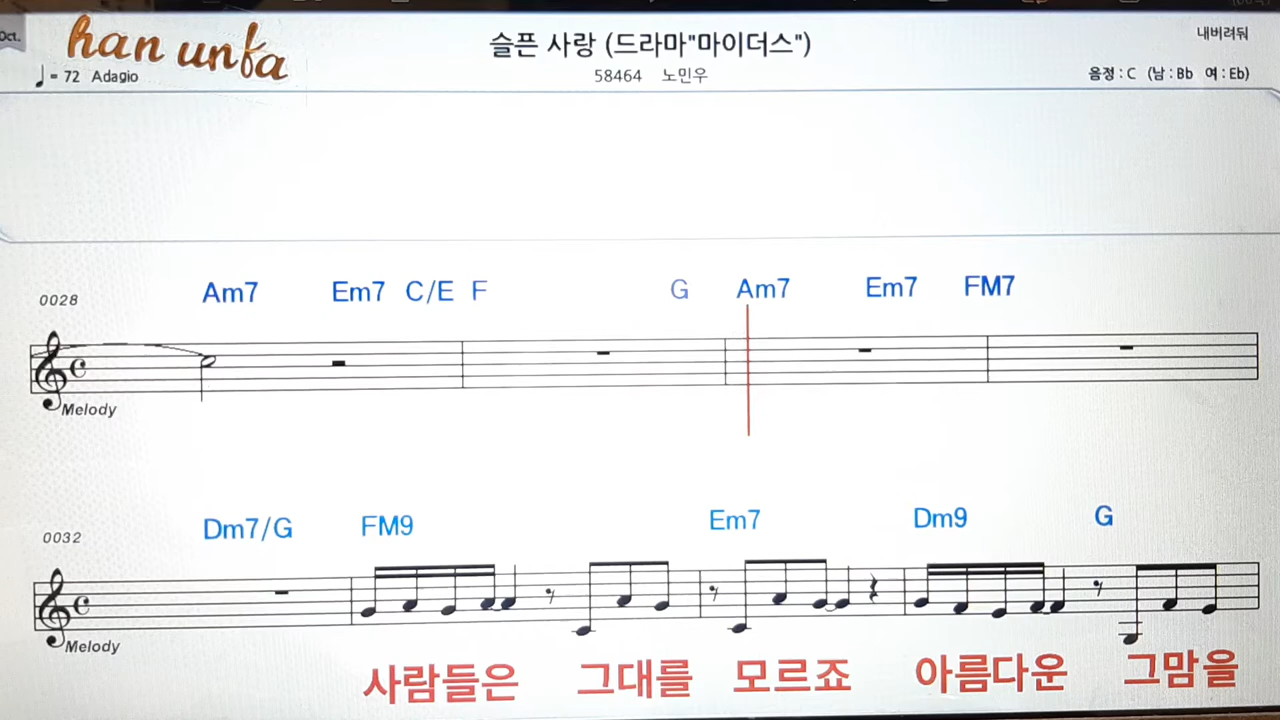 Oct.
han unfa
슬픈 사랑 (드라마"마이더스")
내버려둬
♩ = 72 Adagio
58464 노민우
음정 : C (남 : Bb 여 : Eb)
0028
Am7 Em7 C/E F G Am7 Em7 FM7
Melody
0032
Dm7/G FM9 Em7 Dm9 G
Melody
사람들은 그대를 모르죠 아름다운 그맘을